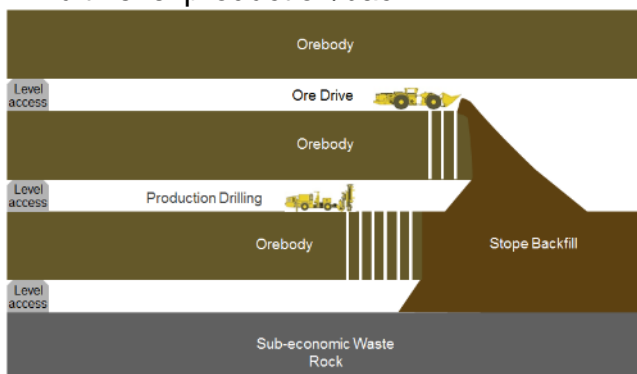 Orebody
Level
access
Ore Drive
Orebody
Level
access
Production Drilling
Orebody
Stope Backfill
Level
access
Sub-economic Waste
Rock